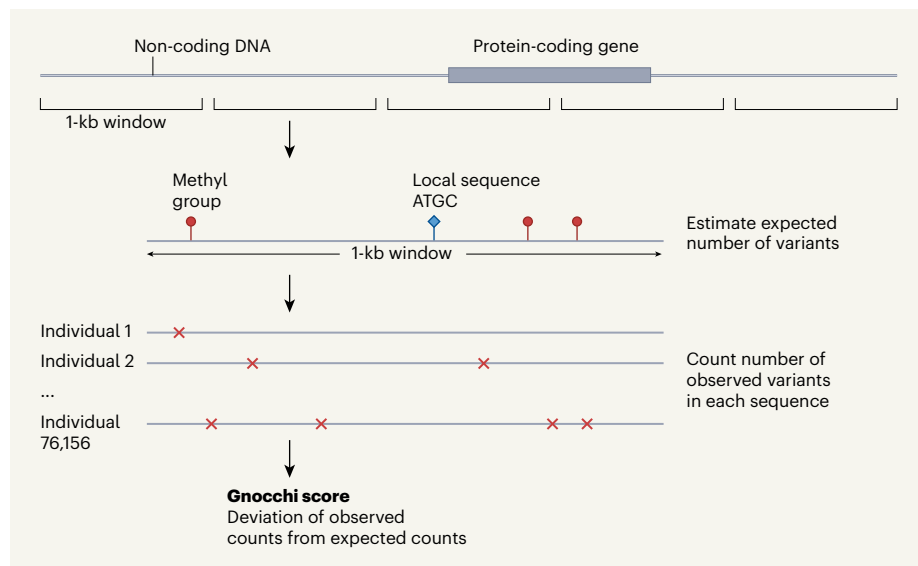 Non-coding DNA
Protein-coding gene
1-kb window
Methyl
group
Local sequence
ATGC
Estimate expected
number of variants
1-kb window
Individual 1
Individual 2
...
Individual
76,156
Count number of
observed variants
in each sequence
Gnocchi score
Deviation of observed
counts from expected counts